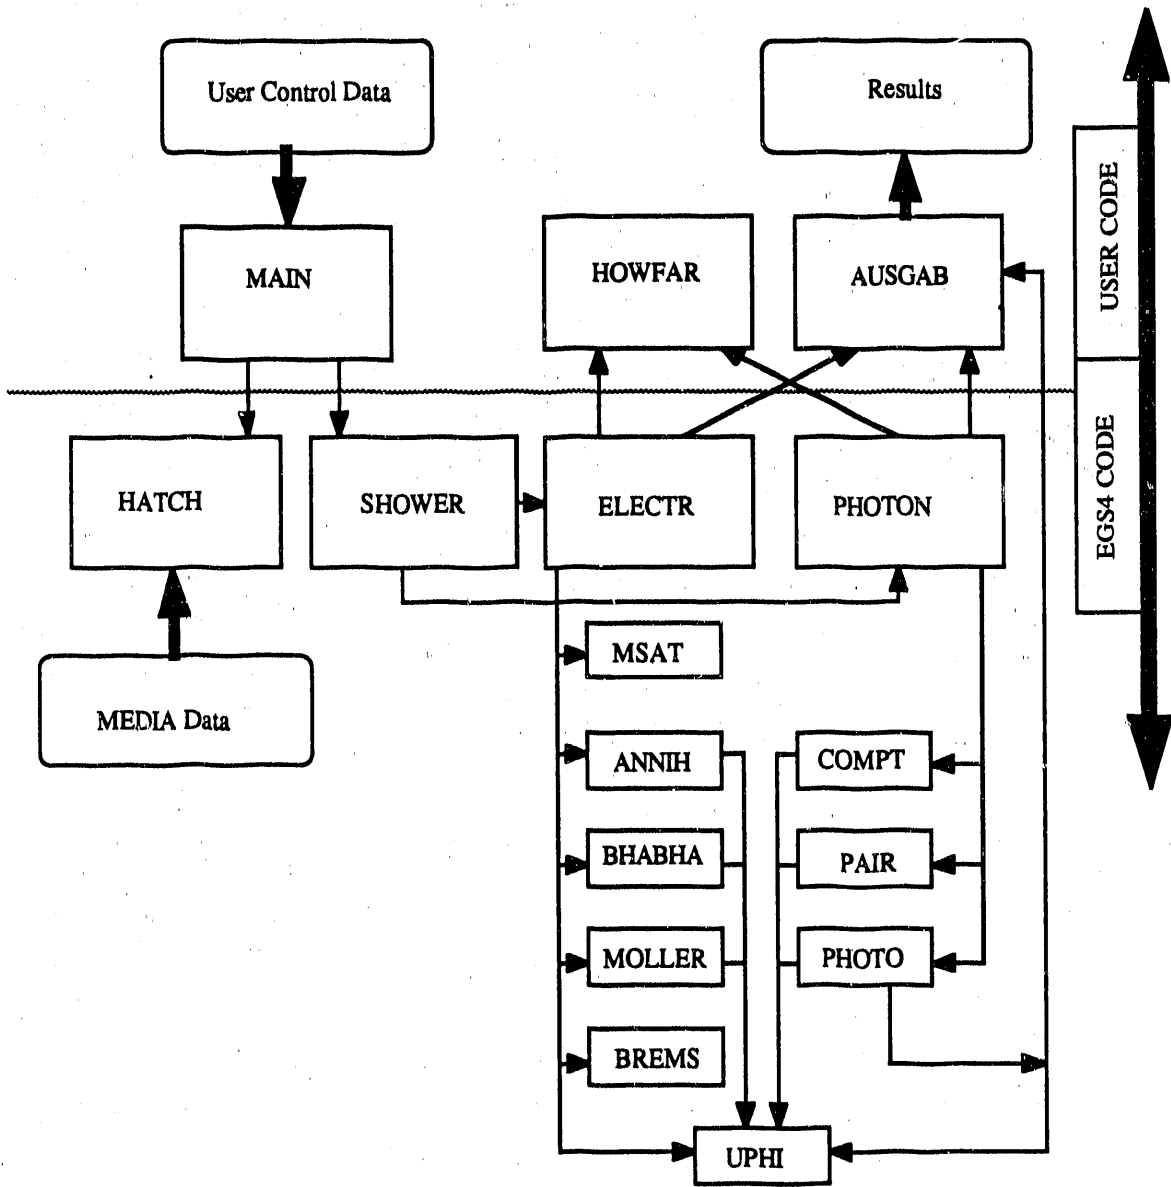 User Control Data
Results
MAIN
HOWFAR
AUSGAB
USER CODE
HATCH
SHOWER
ELECTR
PHOTON
EGS4 CODE
MSAT
MEDIA Data
ANNIH
COMPT
BHABHA
PAIR
MOLLER
PHOTO
BREMS
UPHI